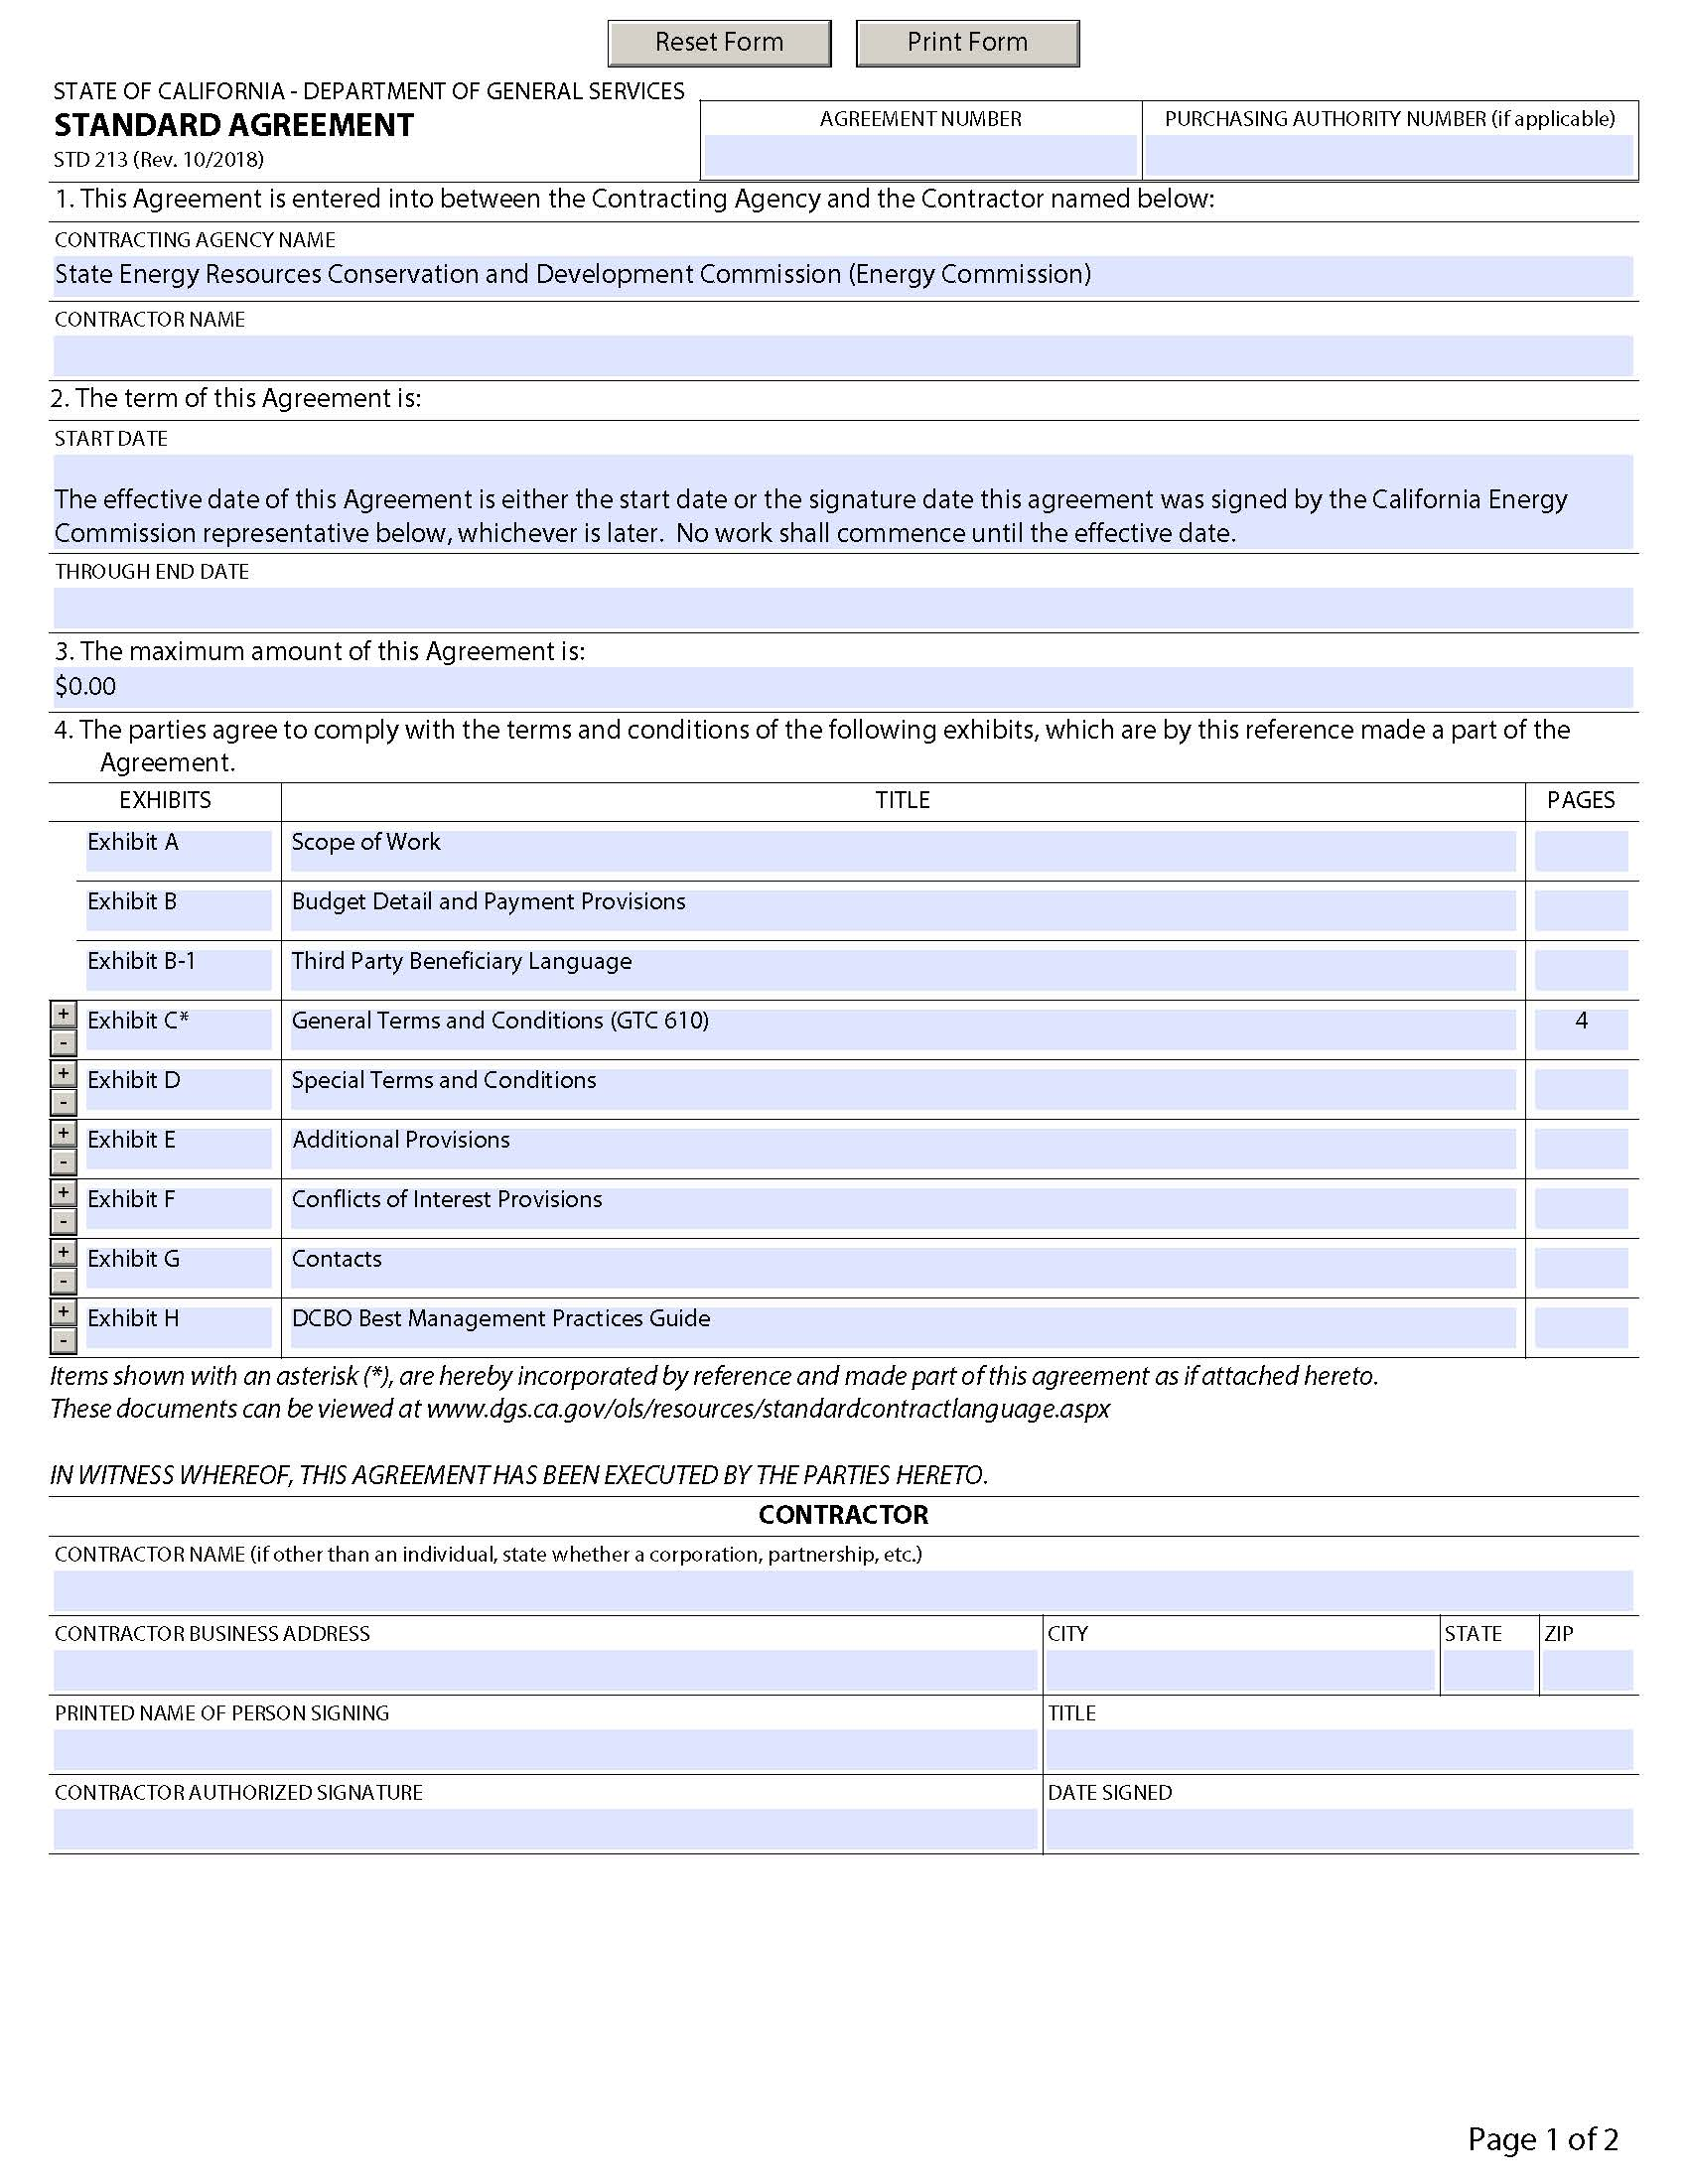 Reset Form
Print Form
STATE OF CALIFORNIA - DEPARTMENT OF GENERAL SERVICES
STANDARD AGREEMENT
STD 213 (Rev. 10/2018)
AGREEMENT NUMBER
PURCHASING AUTHORITY NUMBER (if applicable)
1. This Agreement is entered into between the Contracting Agency and the Contractor named below:
CONTRACTING AGENCY NAME
State Energy Resources Conservation and Development Commission (Energy Commission)
CONTRACTOR NAME
2. The term of this Agreement is:
START DATE
The effective date of this Agreement is either the start date or the signature date this agreement was signed by the California Energy
Commission representative below, whichever is later.  No work shall commence until the effective date.
THROUGH END DATE
3. The maximum amount of this Agreement is:
$0.00
4. The parties agree to comply with the terms and conditions of the following exhibits, which are by this reference made a part of the
Agreement.
EXHIBITS TITLE PAGES
Exhibit A Scope of Work
Exhibit B Budget Detail and Payment Provisions
Exhibit B-1 Third Party Beneficiary Language
+ - Exhibit C* General Terms and Conditions (GTC 610) 4
+ - Exhibit D Special Terms and Conditions
+ - Exhibit E Additional Provisions
+ - Exhibit F Conflicts of Interest Provisions
+ - Exhibit G Contacts
+ - Exhibit H DCBO Best Management Practices Guide
Items shown with an asterisk (*), are hereby incorporated by reference and made part of this agreement as if attached hereto.
These documents can be viewed at www.dgs.ca.gov/ols/resources/standardcontractlanguage.aspx
IN WITNESS WHEREOF, THIS AGREEMENT HAS BEEN EXECUTED BY THE PARTIES HERETO.
CONTRACTOR
CONTRACTOR NAME (if other than an individual, state whether a corporation, partnership, etc.)
CONTRACTOR BUSINESS ADDRESS CITY STATE ZIP
PRINTED NAME OF PERSON SIGNING TITLE
CONTRACTOR AUTHORIZED SIGNATURE DATE SIGNED
Page 1 of 2